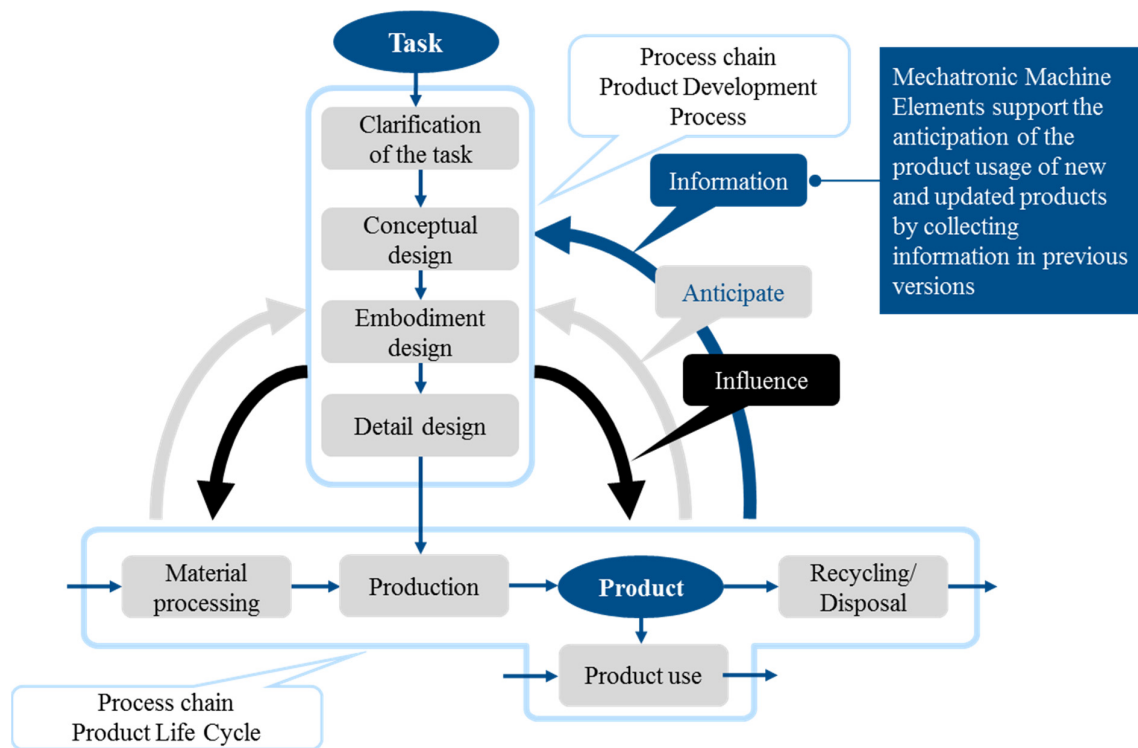 Task
Process chain
Product Development
Process
Mechatronic Machine
Elements support the
anticipation of the
product usage of new
and updated products
by collecting
information in previous
versions
Clarification
of the task
Information
Conceptual
design
Anticipate
Embodiment
design
Influence
Detail design
Material
processing
Production
Product
Recycling/
Disposal
Product use
Process chain
Product Life Cycle